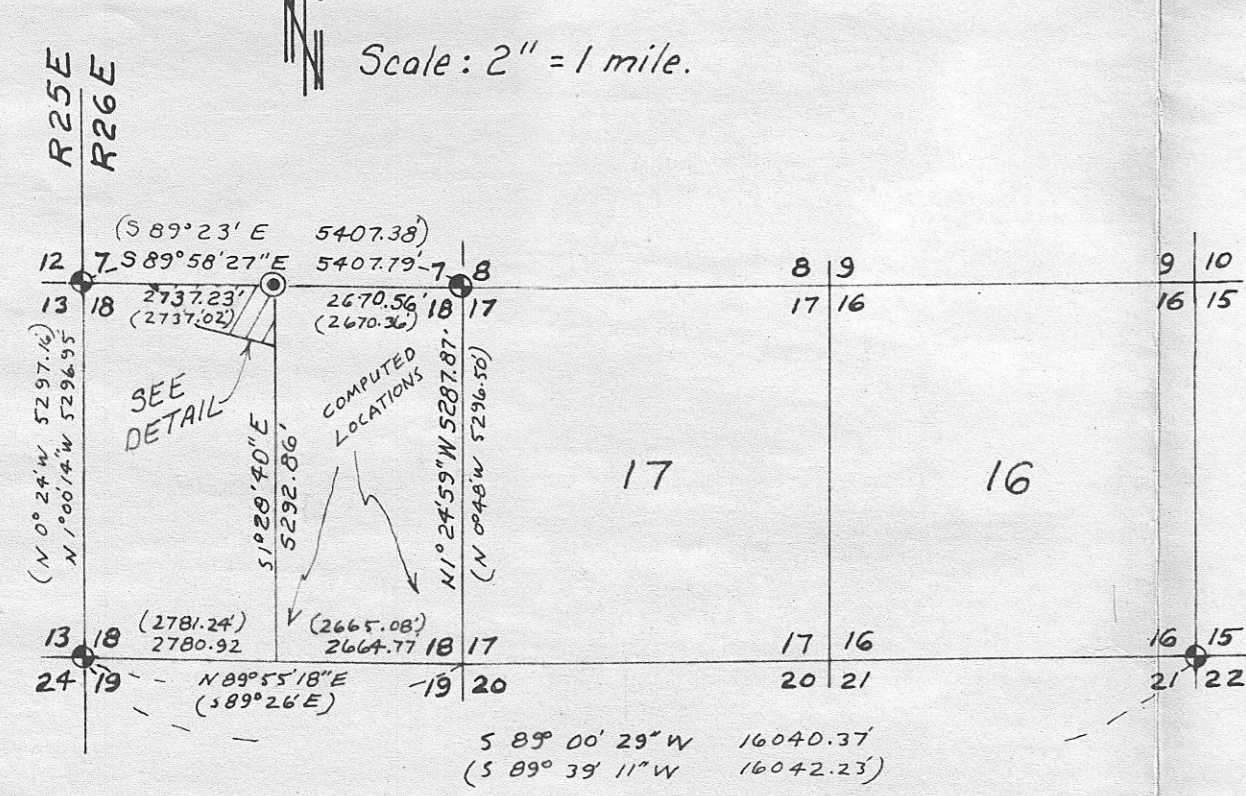 N
Scale: 2" = 1 mile.
R25E
R26E
(S 89°23' E 5407.38')
12 7 S 89°58'27"E 5407.79' 7 8
8 9
9 10
13 18
2737.23'
(2737.02')
2670.56'
(2670.36')
18 17
17 16
16 15
(N 0°24'W 5297.16')
N 1°00'14"W 5296.95
SEE
DETAIL
COMPUTED
LOCATIONS
S1°28'40"E
5292.86'
N1°24'59"W 5287.87'
(N 0°48'W 5296.50')
17
16
13 18
(2781.24')
2780.92
(2665.08')
2664.77 18 17
17 16
16 15
24 19
N 89°55'18"E
(S 89°26'E)
19 20
20 21
21 22
S 89° 00' 29" W 16040.37'
(S 89° 39' 11" W 16042.23')